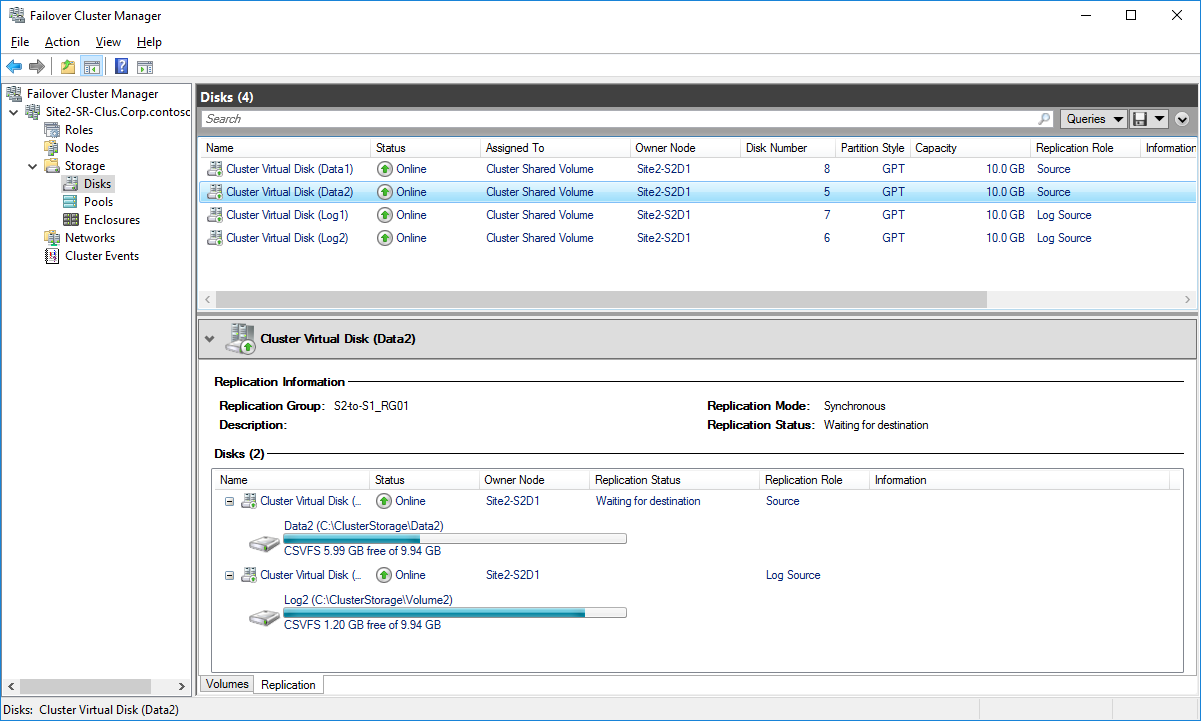 Failover Cluster Manager
File Action View Help
Failover Cluster Manager
Site2-SR-Clus.Corp.contosc
Roles
Nodes
Storage
Disks
Pools
Enclosures
Networks
Cluster Events
Disks (4)
Search Queries
Name Status Assigned To Owner Node Disk Number Partition Style Capacity Replication Role Information
Cluster Virtual Disk (Data1) Online Cluster Shared Volume Site2-S2D1 8 GPT 10.0 GB Source
Cluster Virtual Disk (Data2) Online Cluster Shared Volume Site2-S2D1 5 GPT 10.0 GB Source
Cluster Virtual Disk (Log1) Online Cluster Shared Volume Site2-S2D1 7 GPT 10.0 GB Log Source
Cluster Virtual Disk (Log2) Online Cluster Shared Volume Site2-S2D1 6 GPT 10.0 GB Log Source
Cluster Virtual Disk (Data2)
Replication Information
Replication Group: S2-to-S1_RG01 Replication Mode: Synchronous
Description: Replication Status: Waiting for destination
Disks (2)
Name Status Owner Node Replication Status Replication Role Information
Cluster Virtual Disk (... Online Site2-S2D1 Waiting for destination Source
Data2 (C:\ClusterStorage\Data2)
CSVFS 5.99 GB free of 9.94 GB
Cluster Virtual Disk (... Online Site2-S2D1 Log Source
Log2 (C:\ClusterStorage\Volume2)
CSVFS 1.20 GB free of 9.94 GB
Volumes Replication
Disks: Cluster Virtual Disk (Data2)